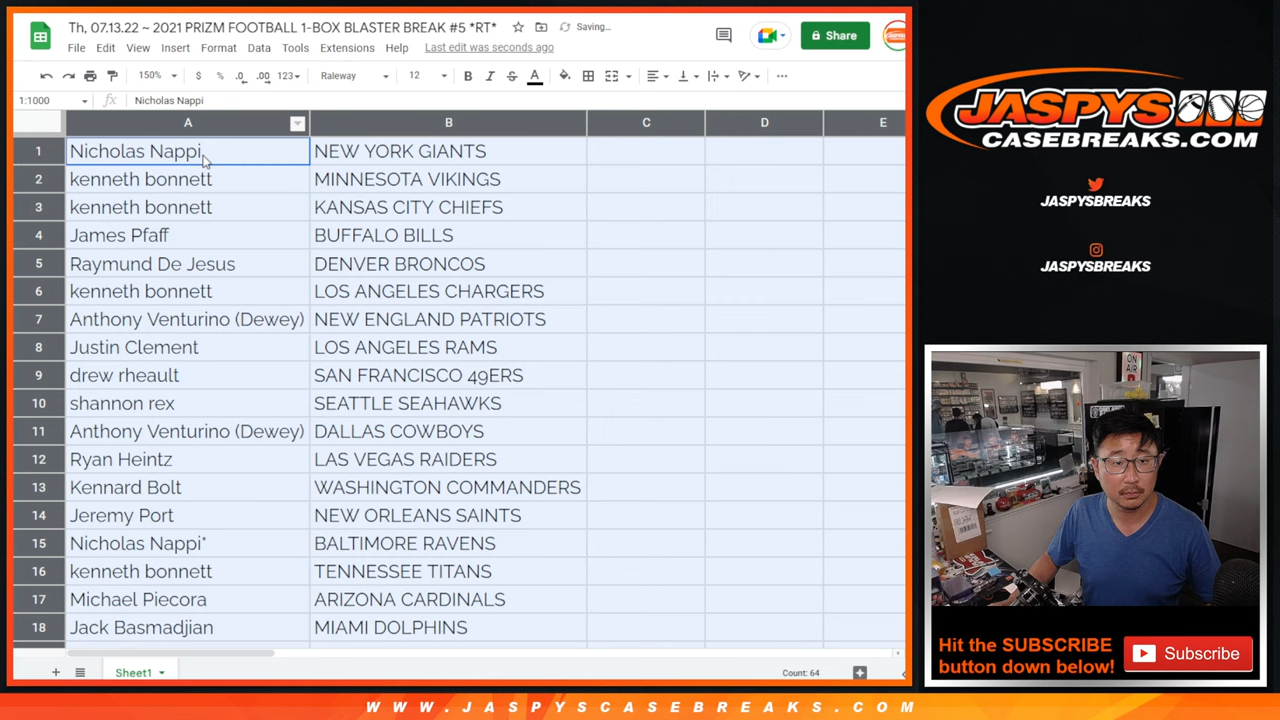 Th, 07.13.22 ~ 2021 PRIZM FOOTBALL 1-BOX BLASTER BREAK #5 *RT*
Saving...
File Edit View Insert Format Data Tools Extensions Help Last edit was seconds ago
Share
150% $ % .0 .00 123 Raleway 12 B I S A
1:1000 fx Nicholas Nappi
A B C D E
1 Nicholas Nappi NEW YORK GIANTS
2 kenneth bonnett MINNESOTA VIKINGS
3 kenneth bonnett KANSAS CITY CHIEFS
4 James Pfaff BUFFALO BILLS
5 Raymund De Jesus DENVER BRONCOS
6 kenneth bonnett LOS ANGELES CHARGERS
7 Anthony Venturino (Dewey) NEW ENGLAND PATRIOTS
8 Justin Clement LOS ANGELES RAMS
9 drew rheault SAN FRANCISCO 49ERS
10 shannon rex SEATTLE SEAHAWKS
11 Anthony Venturino (Dewey) DALLAS COWBOYS
12 Ryan Heintz LAS VEGAS RAIDERS
13 Kennard Bolt WASHINGTON COMMANDERS
14 Jeremy Port NEW ORLEANS SAINTS
15 Nicholas Nappi* BALTIMORE RAVENS
16 kenneth bonnett TENNESSEE TITANS
17 Michael Piecora ARIZONA CARDINALS
18 Jack Basmadjian MIAMI DOLPHINS
Sheet1
Count: 64
JASPYS
CASEBREAKS.COM
JASPYSBREAKS
JASPYSBREAKS
ON AIR
Hit the SUBSCRIBE
button down below!
Subscribe
WWW.JASPYSCASEBREAKS.COM